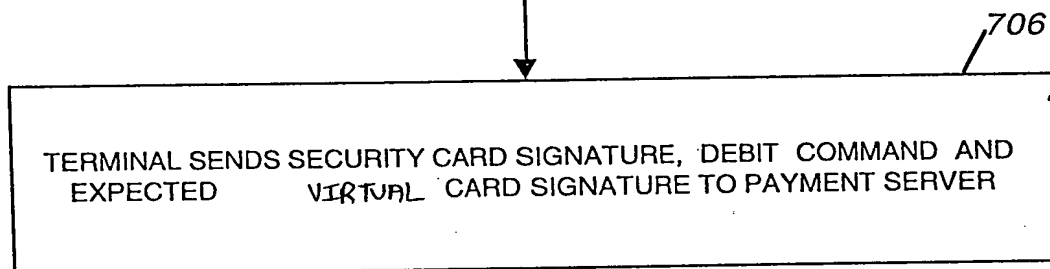 706
TERMINAL SENDS SECURITY CARD SIGNATURE, DEBIT COMMAND AND
EXPECTED VIRTUAL CARD SIGNATURE TO PAYMENT SERVER